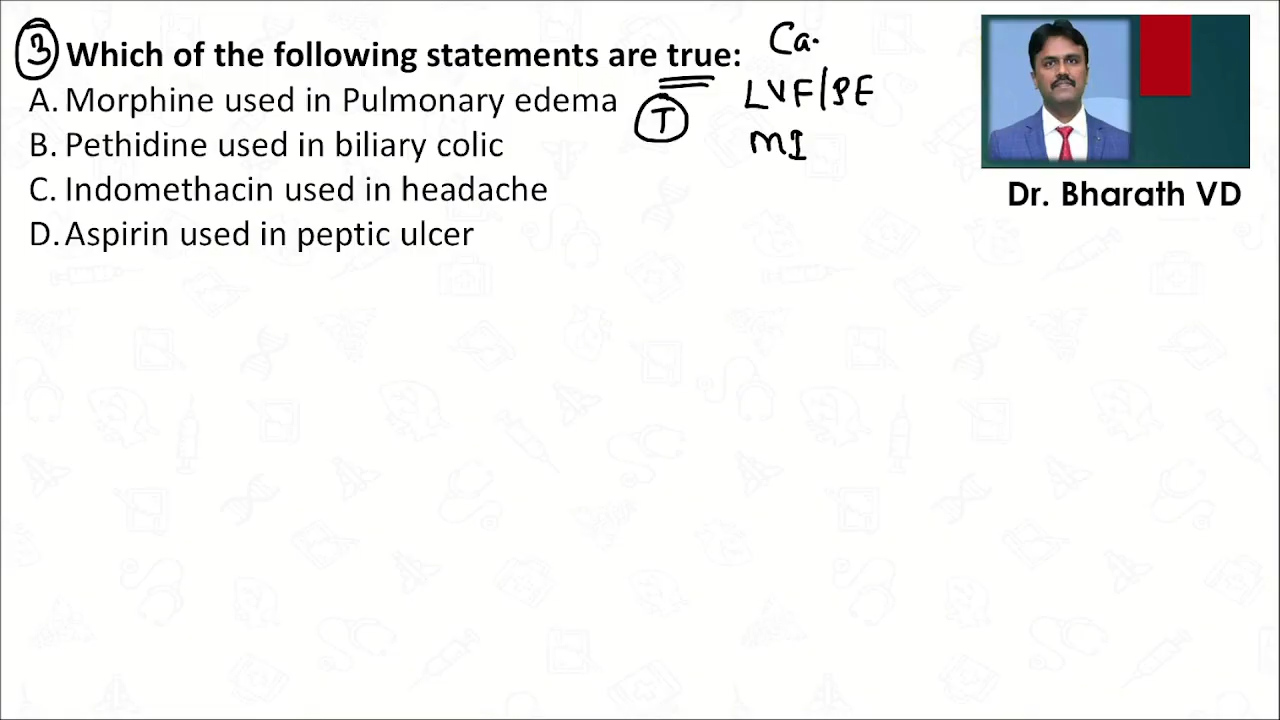 3 Which of the following statements are true:
A. Morphine used in Pulmonary edema
B. Pethidine used in biliary colic
C. Indomethacin used in headache
D. Aspirin used in peptic ulcer
T
Ca.
LVF/PE
MI
Dr. Bharath VD